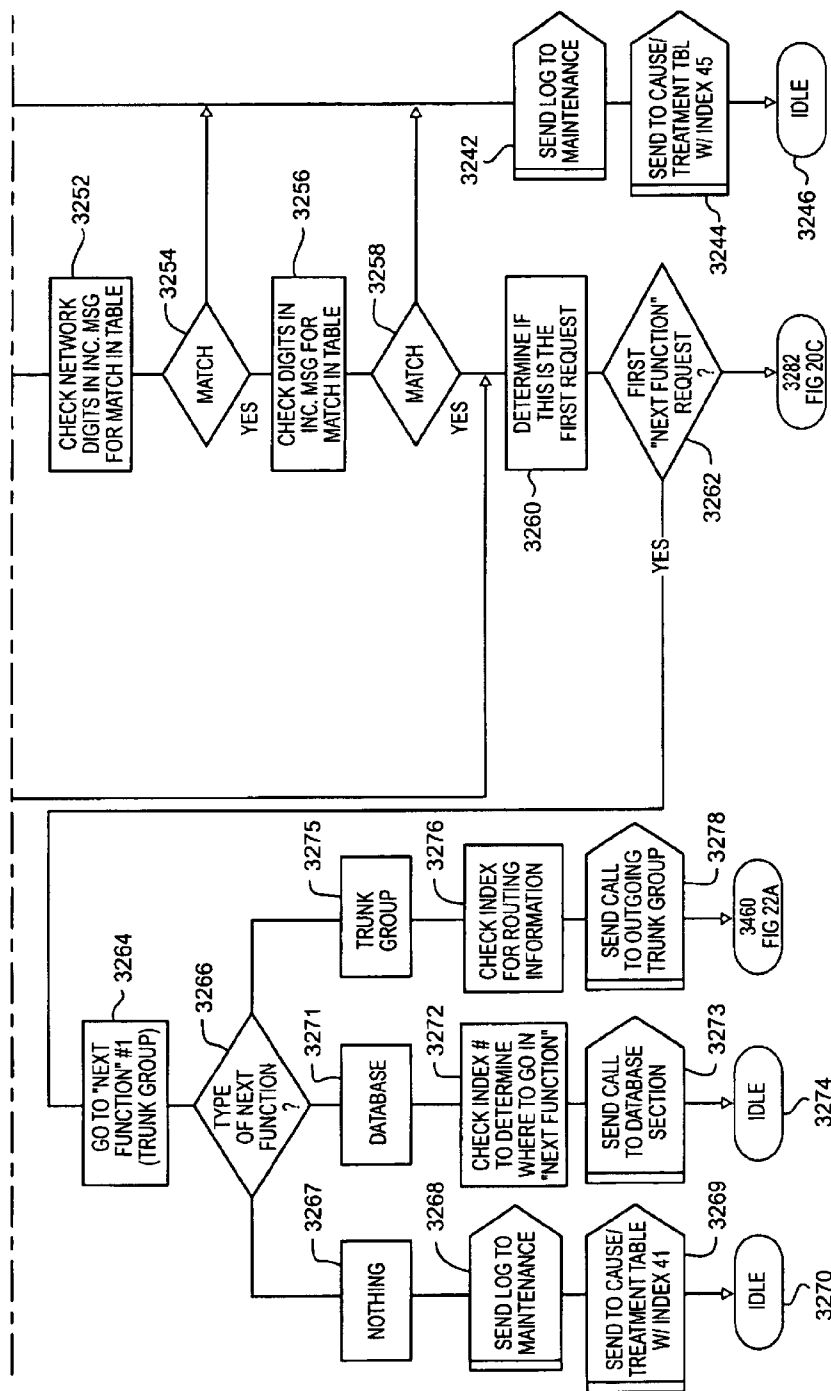 3252
CHECK NETWORK
DIGITS IN INC. MSG
FOR MATCH IN TABLE
3254
MATCH
YES
3256
CHECK DIGITS IN
INC. MSG FOR
MATCH IN TABLE
3258
MATCH
YES
3242
SEND LOG TO
MAINTENANCE
3244
SEND TO CAUSE/
TREATMENT TBL
W/ INDEX 45
IDLE
3246
3260
DETERMINE IF
THIS IS THE
FIRST REQUEST
FIRST
"NEXT FUNCTION"
REQUEST
?
3262
YES
3282
FIG 20C
3264
GO TO "NEXT
FUNCTION" #1
(TRUNK GROUP)
3266
TYPE
OF NEXT
FUNCTION
?
3267
NOTHING
3268
SEND LOG TO
MAINTENANCE
3269
SEND TO CAUSE/
TREATMENT TABLE
W/ INDEX 41
IDLE
3270
3271
DATABASE
3272
CHECK INDEX #
TO DETERMINE
WHERE TO GO IN
"NEXT FUNCTION"
3273
SEND CALL
TO DATABASE
SECTION
IDLE
3274
3275
TRUNK
GROUP
3276
CHECK INDEX
FOR ROUTING
INFORMATION
3278
SEND CALL
TO OUTGOING
TRUNK GROUP
3460
FIG 22A